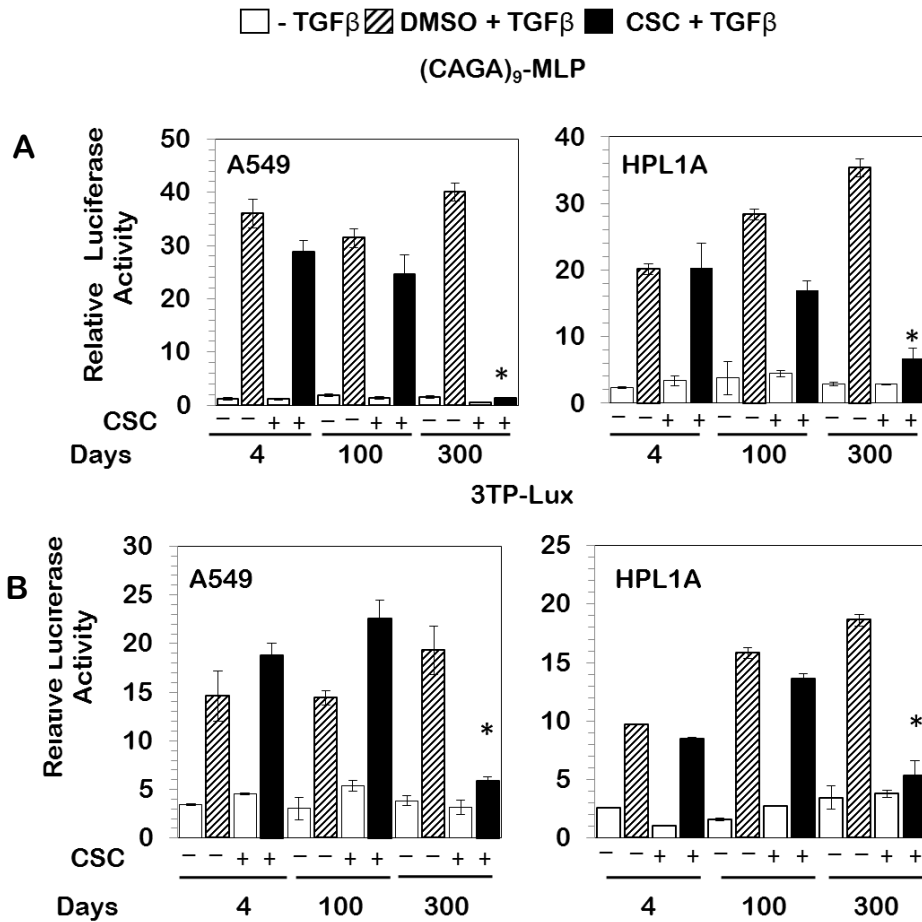 - TGFβ DMSO + TGFβ CSC + TGFβ
(CAGA)9-MLP
A
Relative Luciferase Activity
50
40
30
20
10
0
A549
CSC − − + + − − + + − − + +
Days 4 100 300
40
30
20
10
0
HPL1A
*
− − + + − − + + − − + +
4 100 300
*
3TP-Lux
B
Relative Luciferase Activity
30
25
20
15
10
5
0
A549
*
CSC − − + + − − + + − − + +
Days 4 100 300
25
20
15
10
5
0
HPL1A
*
− − + + − − + + − − + +
4 100 300